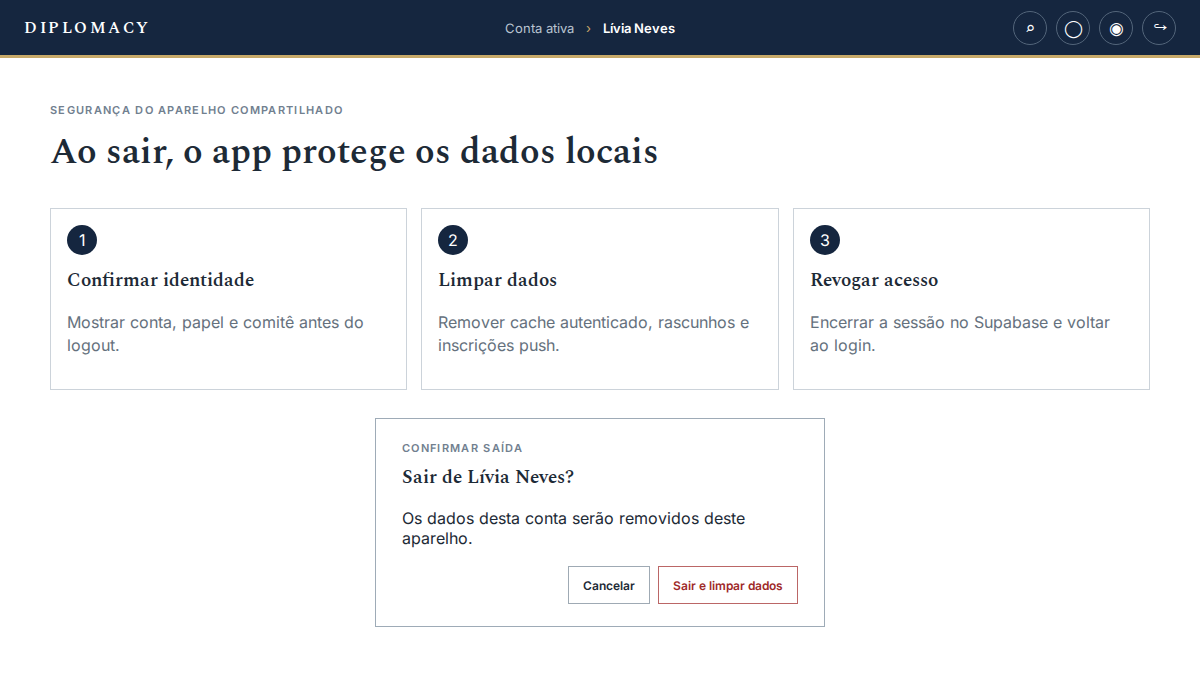 DIPLOMACY
Conta ativa › Lívia Neves
SEGURANÇA DO APARELHO COMPARTILHADO
Ao sair, o app protege os dados locais
1
Confirmar identidade
Mostrar conta, papel e comitê antes do
logout.
2
Limpar dados
Remover cache autenticado, rascunhos e
inscrições push.
3
Revogar acesso
Encerrar a sessão no Supabase e voltar
ao login.
CONFIRMAR SAÍDA
Sair de Lívia Neves?
Os dados desta conta serão removidos deste
aparelho.
Cancelar
Sair e limpar dados